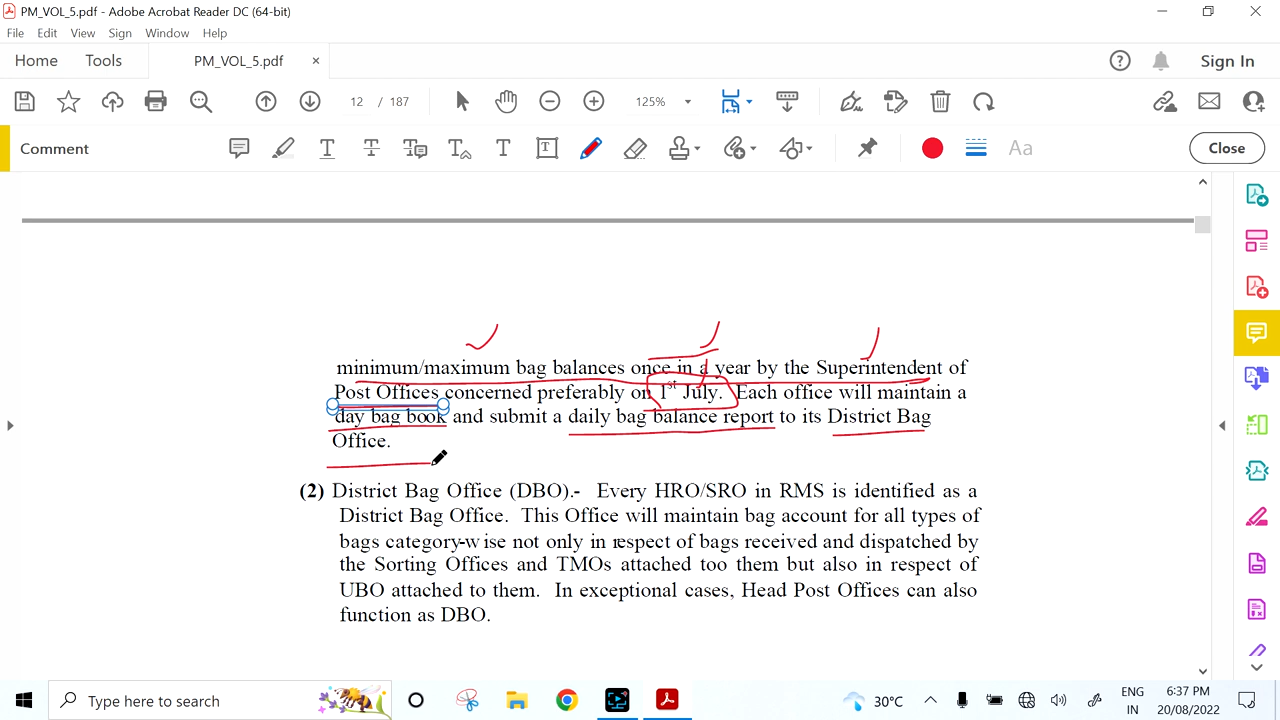 PM_VOL_5.pdf - Adobe Acrobat Reader DC (64-bit)
File Edit View Sign Window Help
Home Tools PM_VOL_5.pdf × Sign In
12 / 187 125%
Comment T T T T Aa Close
minimum/maximum bag balances once in a year by the Superintendent of
Post Offices concerned preferably on 1st July. Each office will maintain a
day bag book and submit a daily bag balance report to its District Bag
Office.
(2) District Bag Office (DBO).- Every HRO/SRO in RMS is identified as a
District Bag Office. This Office will maintain bag account for all types of
bags category-w ise not only in respect of bags received and dispatched by
the Sorting Offices and TMOs attached too them but also in respect of
UBO attached to them. In exceptional cases, Head Post Offices can also
function as DBO.
Type here to search 30°C ENG 6:37 PM
IN 20/08/2022